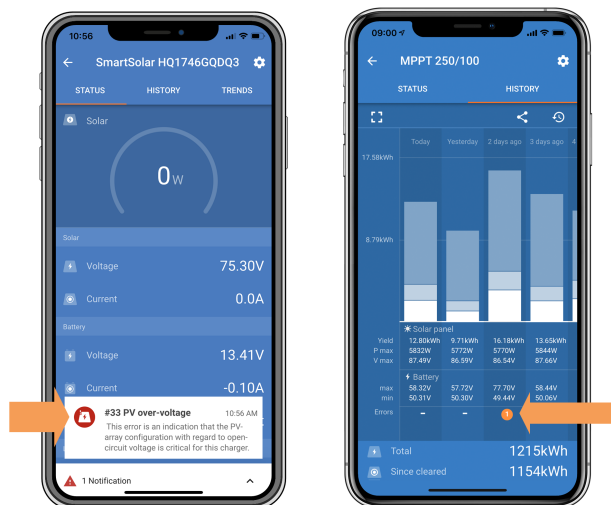 10:56
SmartSolar HQ1746GQDQ3
STATUS HISTORY TRENDS
Solar
0W
Solar
Voltage 75.30V
Current 0.0A
Battery
Voltage 13.41V
Current -0.10A
#33 PV over-voltage 10:56 AM
This error is an indication that the PV-
array configuration with regard to open-
circuit voltage is critical for this charger.
1 Notification
09:00
MPPT 250/100
STATUS HISTORY
Today Yesterday 2 days ago 3 days ago 4
17.58kWh
8.79kWh
Solar panel
Yield 12.80kWh 9.71kWh 16.18kWh 13.65kWh
P max 5832W 5772W 5770W 5844W
V max 87.49V 86.59V 86.54V 87.66V
Battery
max 58.32V 57.72V 77.70V 58.44V
min 50.31V 50.30V 49.44V 50.06V
Errors - - 1
Total 1215kWh
Since cleared 1154kWh